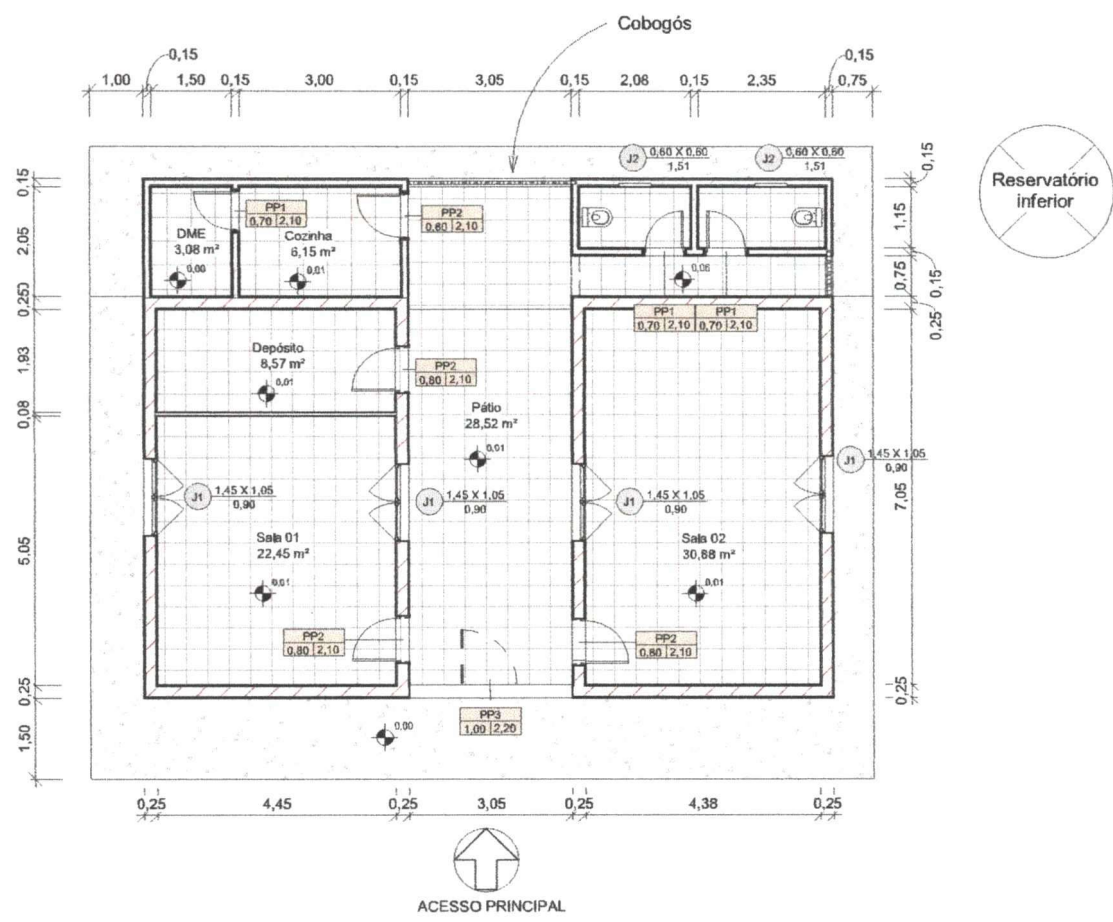 Cobogós
0,15 0,15
1,00 1,50 0,15 3,00 0,15 3,05 0,15 2,06 0,15 2,35 0,75
J2 0,60 X 0,60 J2 0,60 X 0,60
1,51 1,51
0,15 0,15
Reservatório
inferior
PP1
0,70 2,10
PP2
0,60 2,10
1,15
DME
3,08 m²
Cozinha
6,15 m²
2,05
0,00 0,01 0,06
0,75 0,15
0,25 0,25
PP1 PP1
0,70 2,10 0,70 2,10
Depósito
8,57 m²
1,93
PP2
0,80 2,10
0,01
Pátio
28,52 m²
0,08
0,01
J1 1,45 X 1,05
0,90
J1 1,45 X 1,05
0,90
J1 1,45 X 1,05
0,90
J1 1,45 X 1,05
0,90
7,05
5,05
Sala 01
22,45 m²
Sala 02
30,88 m²
0,01 0,01
PP2
0,80 2,10
PP2
0,80 2,10
0,25 0,25
PP3
1,00 2,20
1,50
0,00
0,25 4,45 0,25 3,05 0,25 4,38 0,25
ACESSO PRINCIPAL